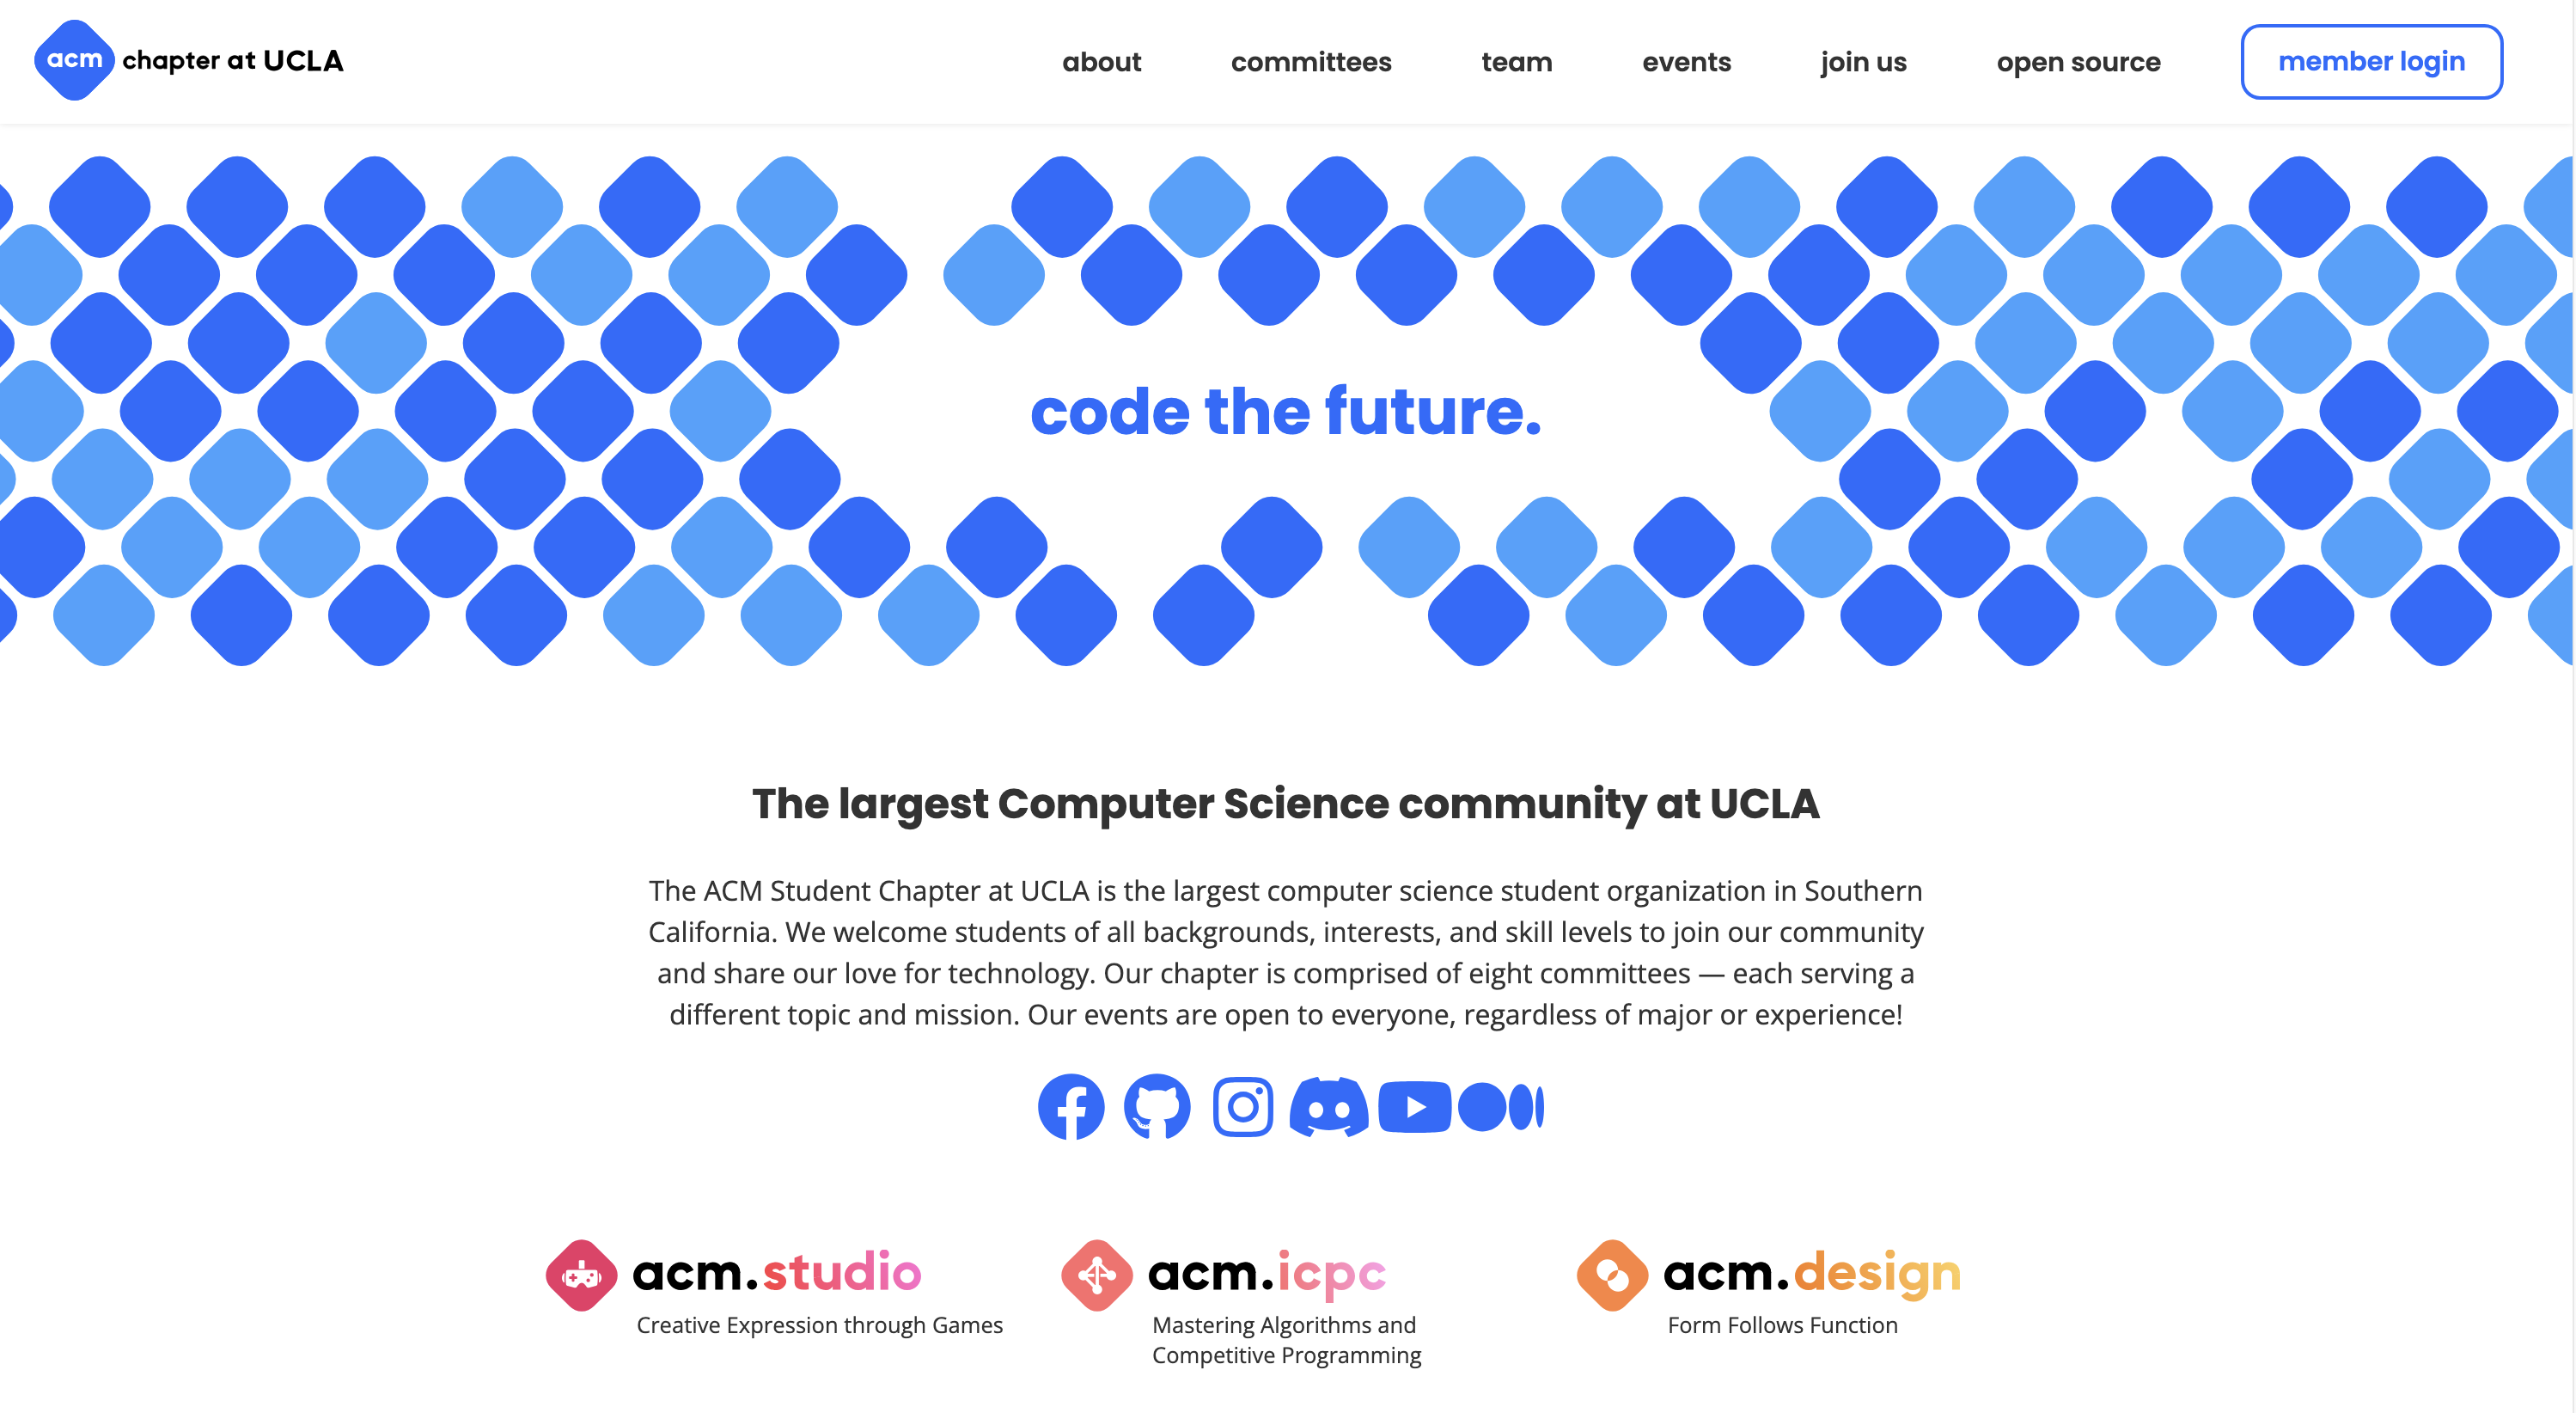 acm chapter at UCLA
about
committees
team
events
join us
open source
member login
code the future.
The largest Computer Science community at UCLA
The ACM Student Chapter at UCLA is the largest computer science student organization in Southern
California. We welcome students of all backgrounds, interests, and skill levels to join our community
and share our love for technology. Our chapter is comprised of eight committees — each serving a
different topic and mission. Our events are open to everyone, regardless of major or experience!
acm.studio
Creative Expression through Games
acm.icpc
Mastering Algorithms and
Competitive Programming
acm.design
Form Follows Function